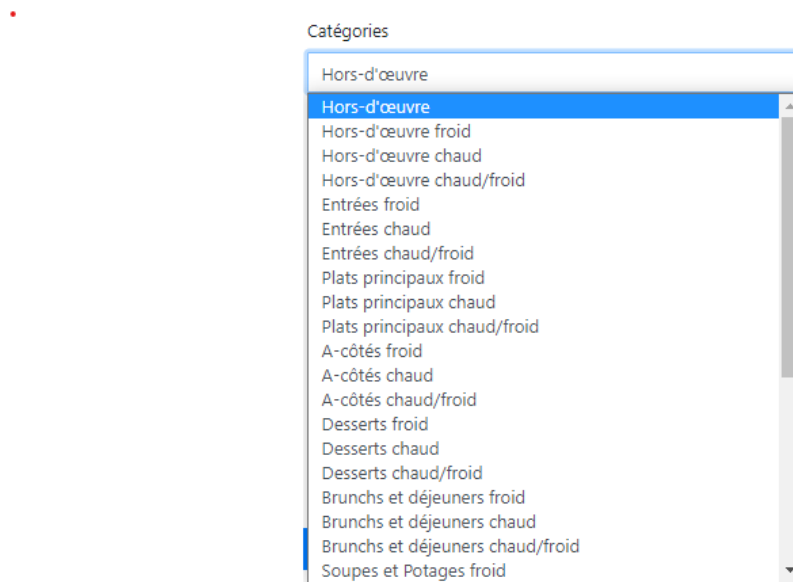 Catégories
Hors-d'œuvre
Hors-d'œuvre
Hors-d'œuvre froid
Hors-d'œuvre chaud
Hors-d'œuvre chaud/froid
Entrées froid
Entrées chaud
Entrées chaud/froid
Plats principaux froid
Plats principaux chaud
Plats principaux chaud/froid
A-côtés froid
A-côtés chaud
A-côtés chaud/froid
Desserts froid
Desserts chaud
Desserts chaud/froid
Brunchs et déjeuners froid
Brunchs et déjeuners chaud
Brunchs et déjeuners chaud/froid
Soupes et Potages froid